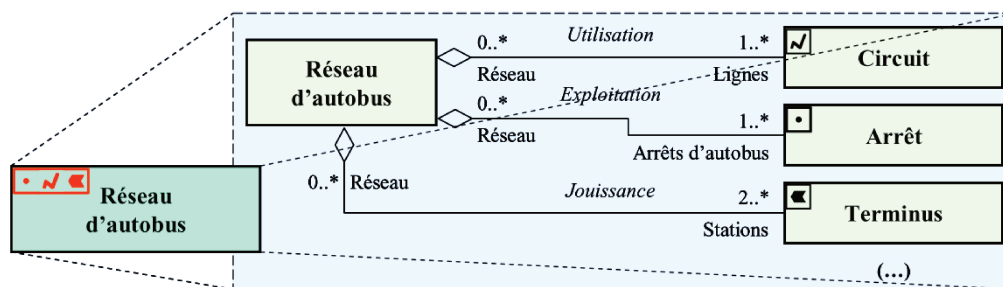 0..*
Utilisation
1..*
Réseau
d’autobus
Réseau
Lignes
Circuit
0..*
Exploitation
Réseau
1..*
Arrêts d’autobus
Arrêt
0..*
Réseau
Jouissance
2..*
Stations
Terminus
Réseau
d’autobus
(...)